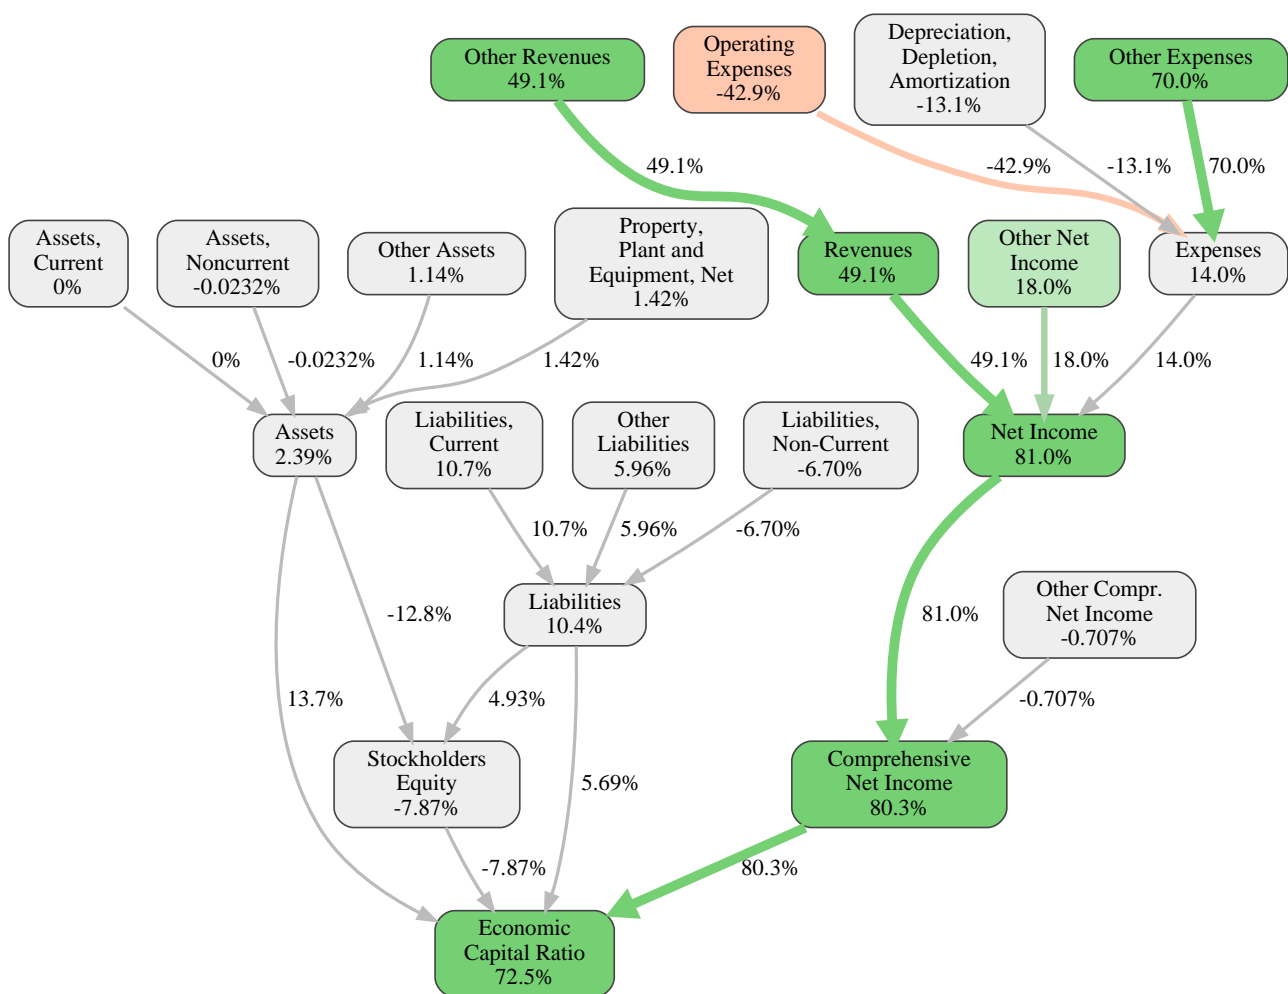 Other Revenues
49.1%
Operating
Expenses
-42.9%
Depreciation,
Depletion,
Amortization
-13.1%
Other Expenses
70.0%
49.1%
-42.9%
-13.1%
70.0%
Assets,
Current
0%
Assets,
Noncurrent
-0.0232%
Other Assets
1.14%
Property,
Plant and
Equipment, Net
1.42%
Revenues
49.1%
Other Net
Income
18.0%
Expenses
14.0%
0%
-0.0232%
1.14%
1.42%
49.1%
18.0%
14.0%
Assets
2.39%
Liabilities,
Current
10.7%
Other
Liabilities
5.96%
Liabilities,
Non-Current
-6.70%
Net Income
81.0%
10.7%
5.96%
-6.70%
Liabilities
10.4%
Other Compr.
Net Income
-0.707%
-12.8%
81.0%
13.7%
4.93%
-0.707%
Stockholders
Equity
-7.87%
5.69%
Comprehensive
Net Income
80.3%
-7.87%
80.3%
Economic
Capital Ratio
72.5%